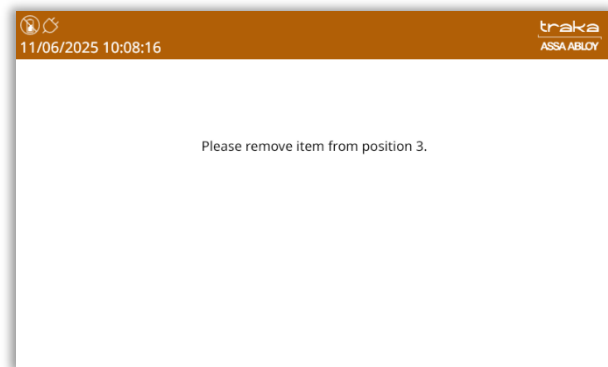 traka
11/06/2025 10:08:16
ASSA ABLOY
Please remove item from position 3.